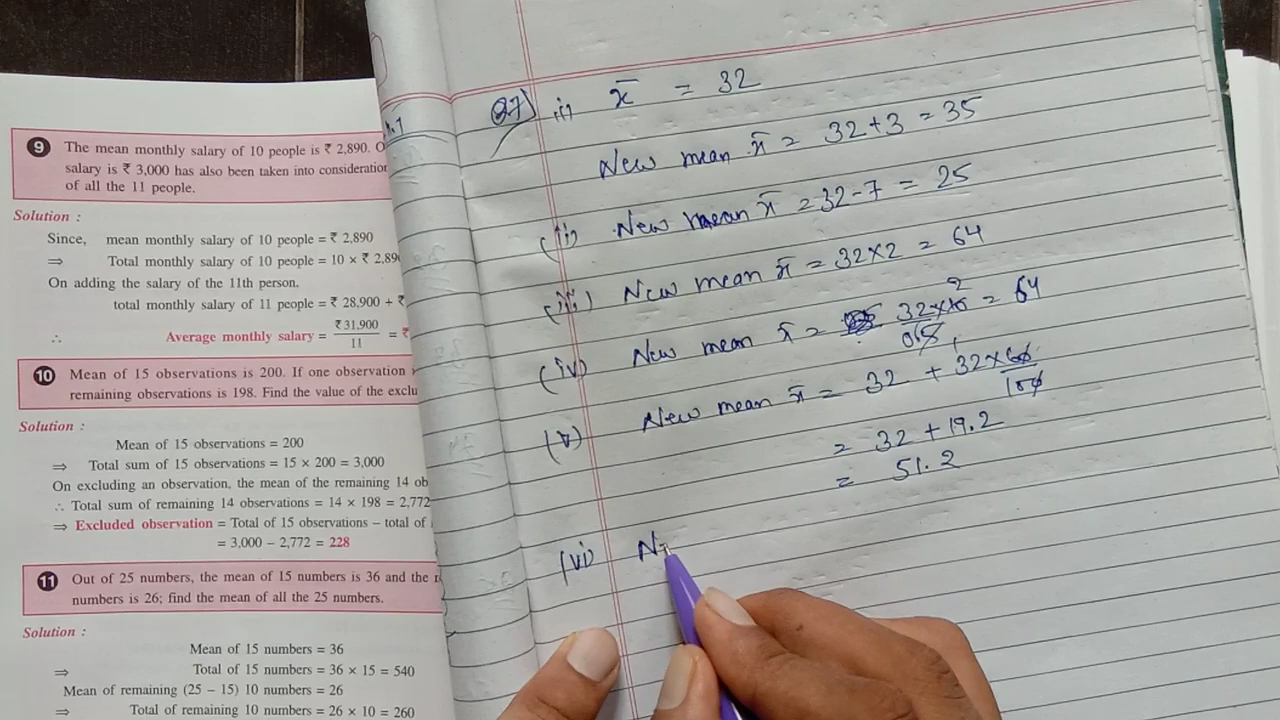 9 The mean monthly salary of 10 people is ₹ 2,890. O
salary is ₹ 3,000 has also been taken into consideration
of all the 11 people.
Solution :
Since, mean monthly salary of 10 people = ₹ 2,890
⇒ Total monthly salary of 10 people = 10 × ₹ 2,890
On adding the salary of the 11th person.
total monthly salary of 11 people = ₹ 28,900 + ₹
∴ Average monthly salary = ₹ 31,900 / 11 = ₹
10 Mean of 15 observations is 200. If one observation
remaining observations is 198. Find the value of the exclu
Solution :
Mean of 15 observations = 200
⇒ Total sum of 15 observations = 15 × 200 = 3,000
On excluding an observation, the mean of the remaining 14 ob
∴ Total sum of remaining 14 observations = 14 × 198 = 2,772
⇒ Excluded observation = Total of 15 observations – total of
= 3,000 – 2,772 = 228
11 Out of 25 numbers, the mean of 15 numbers is 36 and the
numbers is 26; find the mean of all the 25 numbers.
Solution :
Mean of 15 numbers = 36
⇒ Total of 15 numbers = 36 × 15 = 540
Mean of remaining (25 – 15) 10 numbers = 26
⇒ Total of remaining 10 numbers = 26 × 10 = 260
Q7) (i) x̄ = 32
New mean x̄ = 32+3 = 35
(ii) New mean x̄ = 32-7 = 25
(iii) New mean x̄ = 32×2 = 64
(iv) New mean x̄ = 32×10 2 / 0.5 1 = 64
(v) New mean x̄ = 32 + 32×60 / 100
= 32 + 19.2
= 51.2
(vi) N